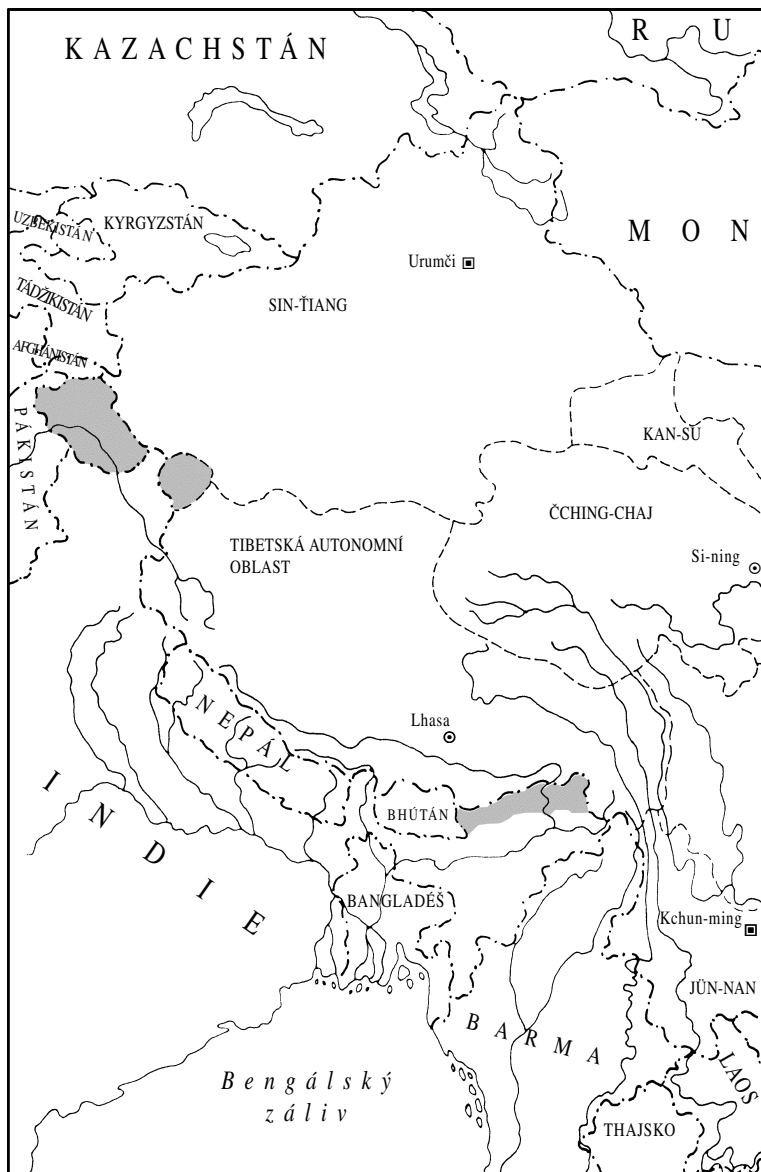 KAZACHSTÁN
R U
UZBEKISTÁN
KYRGYZSTÁN
M O N
Urumči
TÁDŽIKISTÁN
SIN-ŤIANG
AFGHÁNISTÁN
PÁKISTÁN
KAN-SU
ČCHING-CHAJ
TIBETSKÁ AUTONOMNÍ
OBLAST
Si-ning
NEPÁL
Lhasa
INDIE
BHÚTÁN
BANGLADÉŠ
Kchun-ming
JÜN-NAN
BARMA
LAOS
Bengálský
záliv
THAJSKO